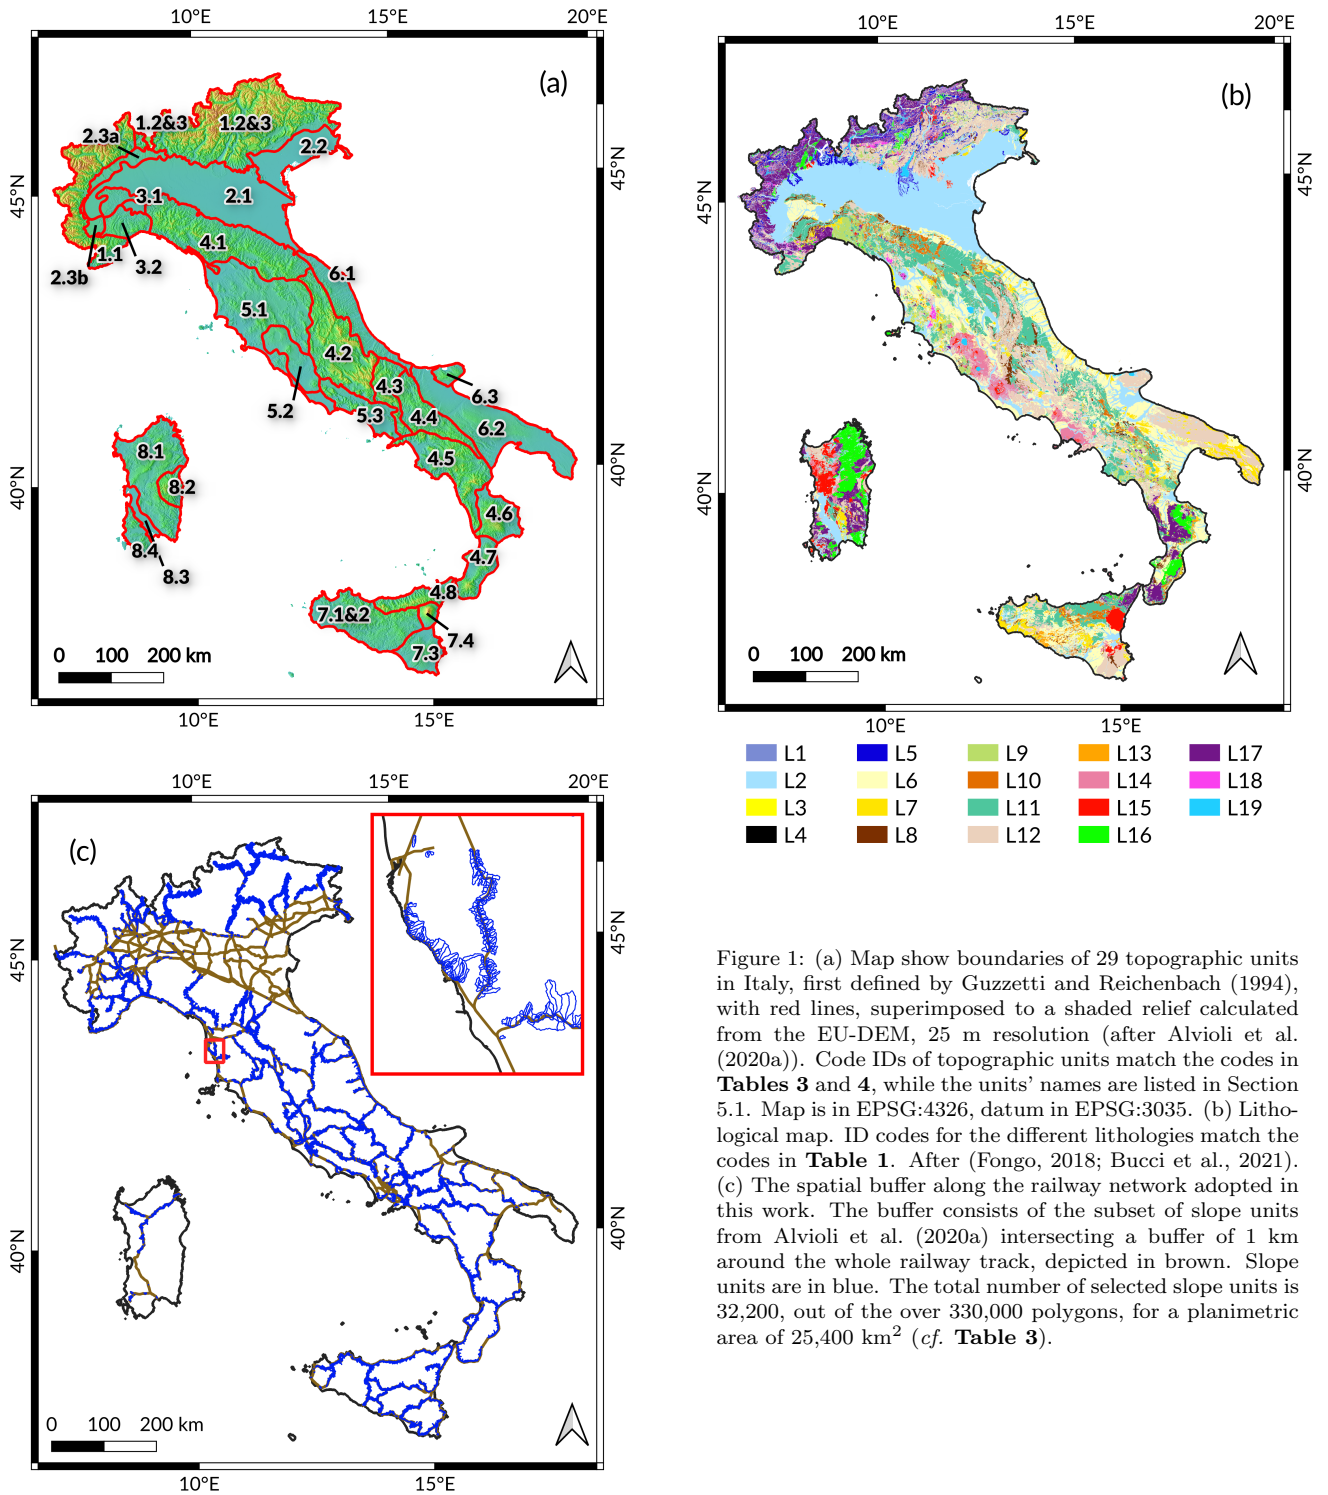 10°E 15°E 20°E
(a)
45°N
45°N
40°N
40°N
1.2&3
1.2&3
2.3a
2.2
3.1
2.1
4.1
1.1
3.2
2.3b
6.1
5.1
4.2
4.3
6.3
5.2
5.3
4.4
6.2
4.5
8.1
8.2
4.6
8.4
8.3
4.7
4.8
7.1&2
7.4
7.3
0 100 200 km
10°E 15°E
10°E 15°E 20°E
(b)
45°N
45°N
40°N
40°N
0 100 200 km
10°E 15°E
L1 L5 L9 L13 L17
L2 L6 L10 L14 L18
L3 L7 L11 L15 L19
L4 L8 L12 L16
10°E 15°E 20°E
(c)
45°N
45°N
40°N
40°N
0 100 200 km
10°E 15°E
Figure 1: (a) Map show boundaries of 29 topographic units
in Italy, first defined by Guzzetti and Reichenbach (1994),
with red lines, superimposed to a shaded relief calculated
from the EU-DEM, 25 m resolution (after Alvioli et al.
(2020a)). Code IDs of topographic units match the codes in
Tables 3 and 4, while the units' names are listed in Section
5.1. Map is in EPSG:4326, datum in EPSG:3035. (b) Litho-
logical map. ID codes for the different lithologies match the
codes in Table 1. After (Fongo, 2018; Bucci et al., 2021).
(c) The spatial buffer along the railway network adopted in
this work. The buffer consists of the subset of slope units
from Alvioli et al. (2020a) intersecting a buffer of 1 km
around the whole railway track, depicted in brown. Slope
units are in blue. The total number of selected slope units is
32,200, out of the over 330,000 polygons, for a planimetric
area of 25,400 km² (cf. Table 3).